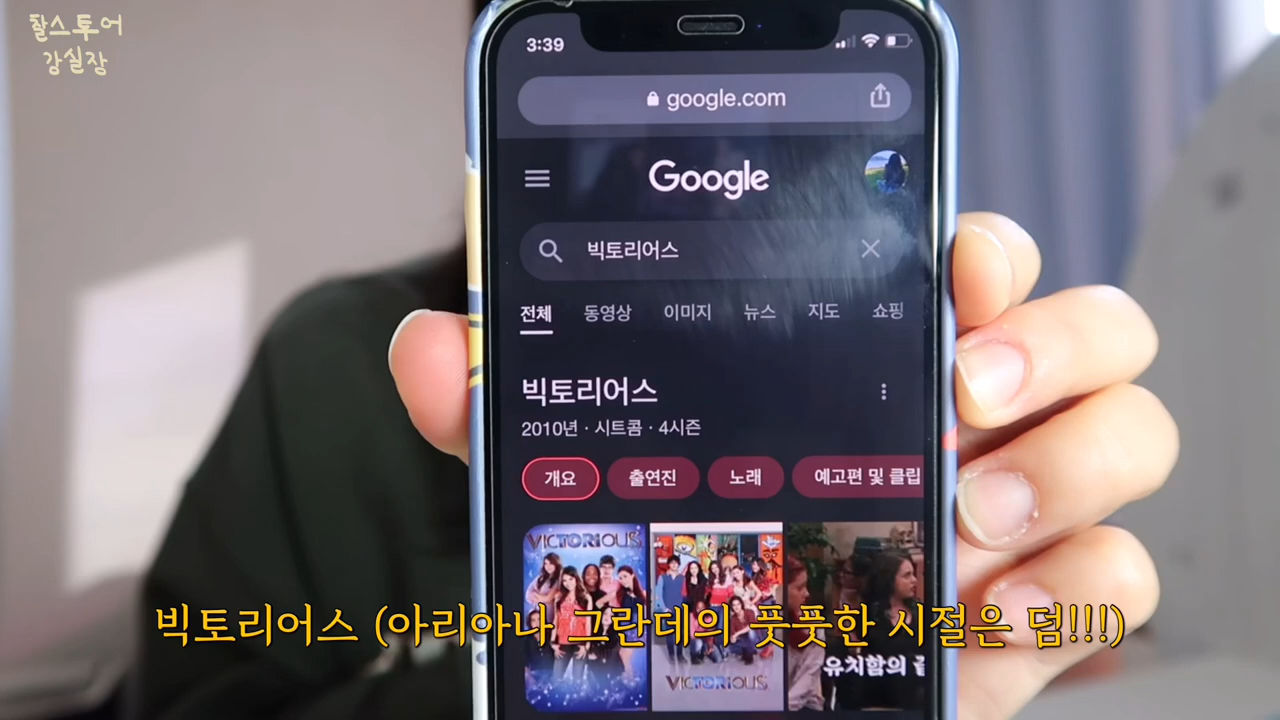 찰스투어
강실장
3:39
google.com
Google
빅토리어스
전체 동영상 이미지 뉴스 지도 쇼핑
빅토리어스
2010년 · 시트콤 · 4시즌
개요 출연진 노래 예고편 및 클립
VICTORIOUS
빅토리어스 (아리아나 그란데의 풋풋한 시절은 덤!!!)
유치함의 끝
VICTORIOUS